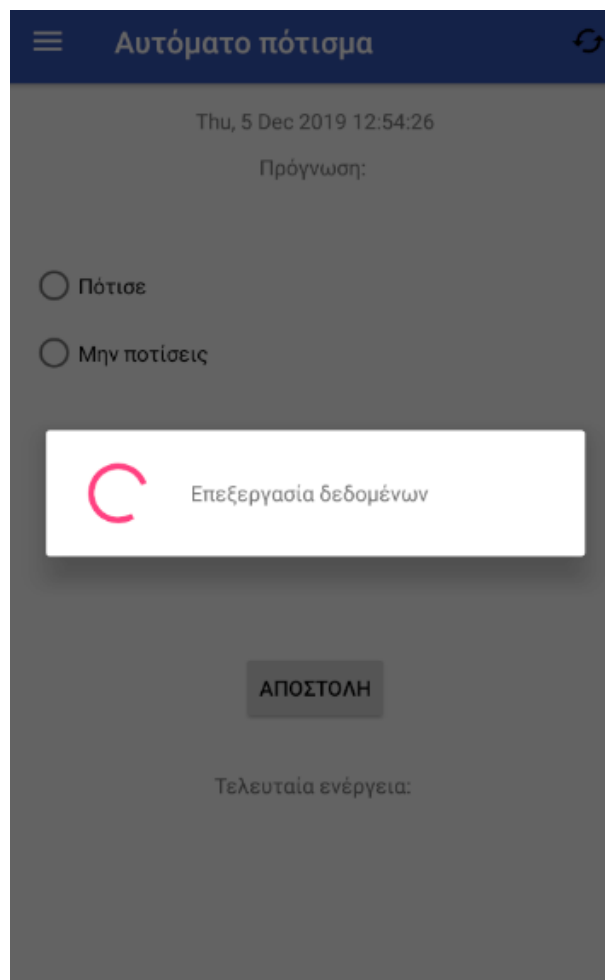 Αυτόματο πότισμα
Thu, 5 Dec 2019 12:54:26
Πρόγνωση:
Πότισε
Μην ποτίσεις
Επεξεργασία δεδομένων
ΑΠΟΣΤΟΛΗ
Τελευταία ενέργεια: